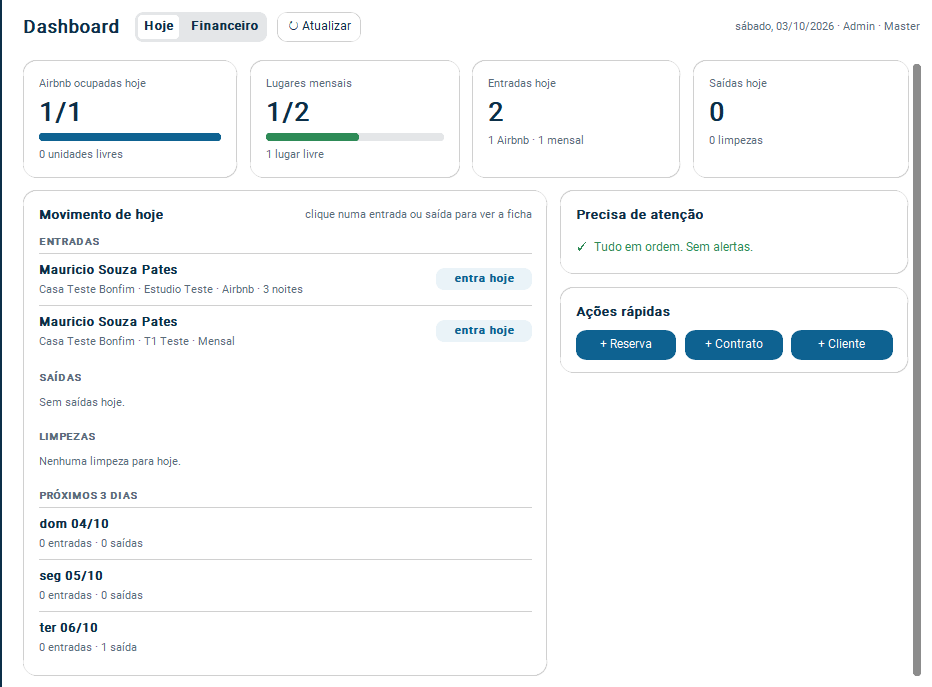 Dashboard Hoje Financeiro Atualizar sábado, 03/10/2026 · Admin · Master
Airbnb ocupadas hoje
1/1
0 unidades livres
Lugares mensais
1/2
1 lugar livre
Entradas hoje
2
1 Airbnb · 1 mensal
Saídas hoje
0
0 limpezas
Movimento de hoje clique numa entrada ou saída para ver a ficha
ENTRADAS
Mauricio Souza Pates
Casa Teste Bonfim · Estudio Teste · Airbnb · 3 noites
entra hoje
Mauricio Souza Pates
Casa Teste Bonfim · T1 Teste · Mensal
entra hoje
SAÍDAS
Sem saídas hoje.
LIMPEZAS
Nenhuma limpeza para hoje.
PRÓXIMOS 3 DIAS
dom 04/10
0 entradas · 0 saídas
seg 05/10
0 entradas · 0 saídas
ter 06/10
0 entradas · 1 saída
Precisa de atenção
✓ Tudo em ordem. Sem alertas.
Ações rápidas
+ Reserva + Contrato + Cliente